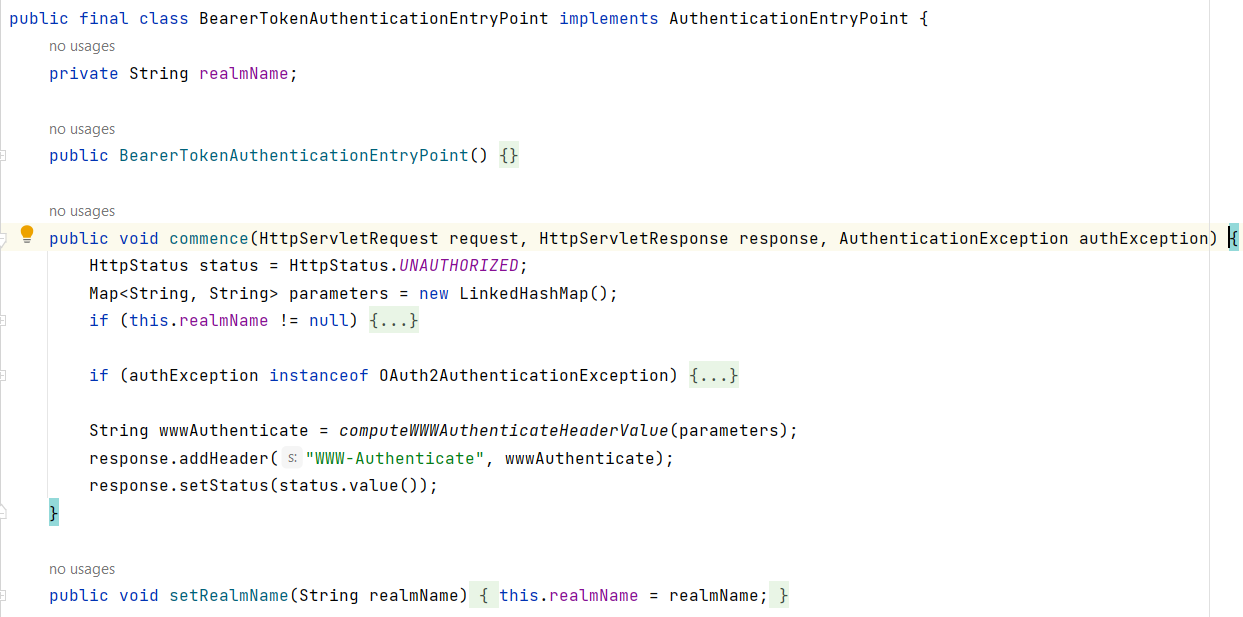 public final class BearerTokenAuthenticationEntryPoint implements AuthenticationEntryPoint {
no usages
private String realmName;
no usages
public BearerTokenAuthenticationEntryPoint() {}
no usages
public void commence(HttpServletRequest request, HttpServletResponse response, AuthenticationException authException) {
HttpStatus status = HttpStatus.UNAUTHORIZED;
Map<String, String> parameters = new LinkedHashMap();
if (this.realmName != null) {...}
if (authException instanceof OAuth2AuthenticationException) {...}
String wwwAuthenticate = computeWWWAuthenticateHeaderValue(parameters);
response.addHeader( s: "WWW-Authenticate", wwwAuthenticate);
response.setStatus(status.value());
}
no usages
public void setRealmName(String realmName) { this.realmName = realmName; }